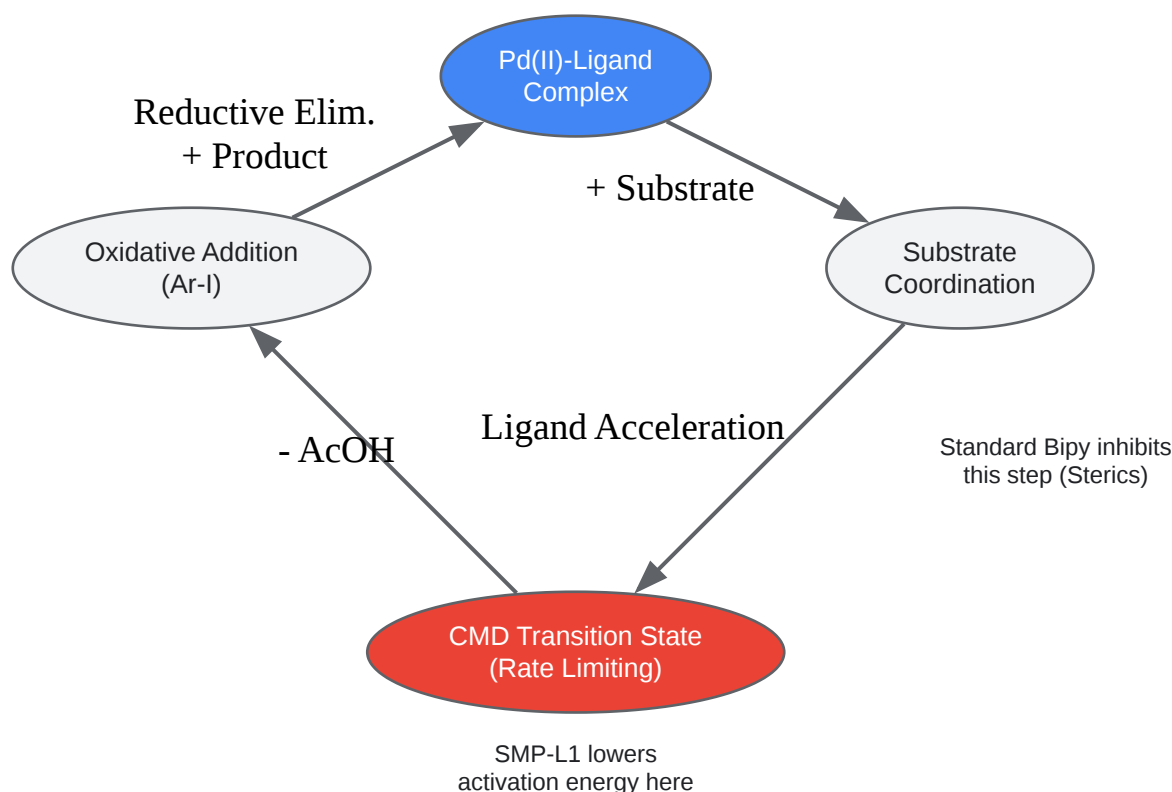 Pd(II)-Ligand
Complex
Reductive Elim.
+ Product
+ Substrate
Oxidative Addition
(Ar-I)
Substrate
Coordination
Ligand Acceleration
- AcOH
Standard Bipy inhibits
this step (Sterics)
CMD Transition State
(Rate Limiting)
SMP-L1 lowers
activation energy here